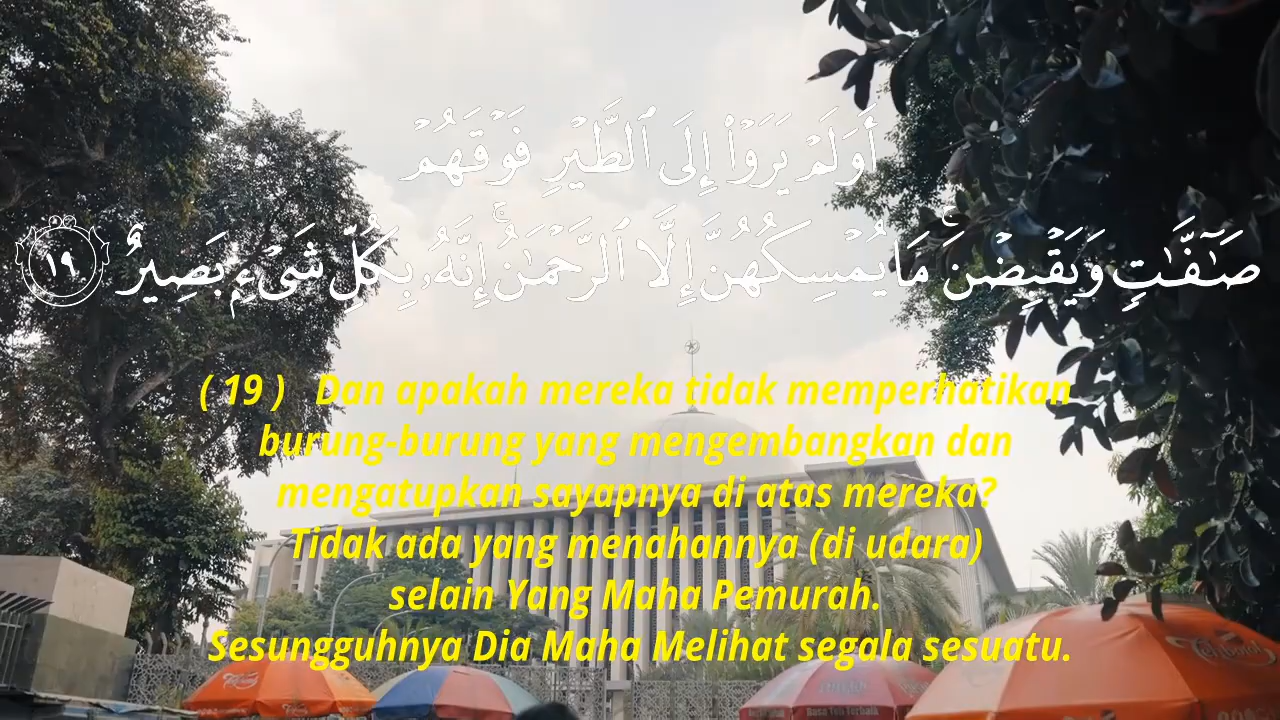 أَوَلَمْ يَرَوْا۟ إِلَى ٱلطَّيْرِ فَوْقَهُمْ
صَـٰٓفَّـٰتٍ وَيَقْبِضْنَ ۚ مَا يُمْسِكُهُنَّ إِلَّا ٱلرَّحْمَـٰنُ ۚ إِنَّهُۥ بِكُلِّ شَىْءٍۭ بَصِيرٌ ١٩
( 19 ) Dan apakah mereka tidak memperhatikan
burung-burung yang mengembangkan dan
mengatupkan sayapnya di atas mereka?
Tidak ada yang menahannya (di udara)
selain Yang Maha Pemurah.
Sesungguhnya Dia Maha Melihat segala sesuatu.